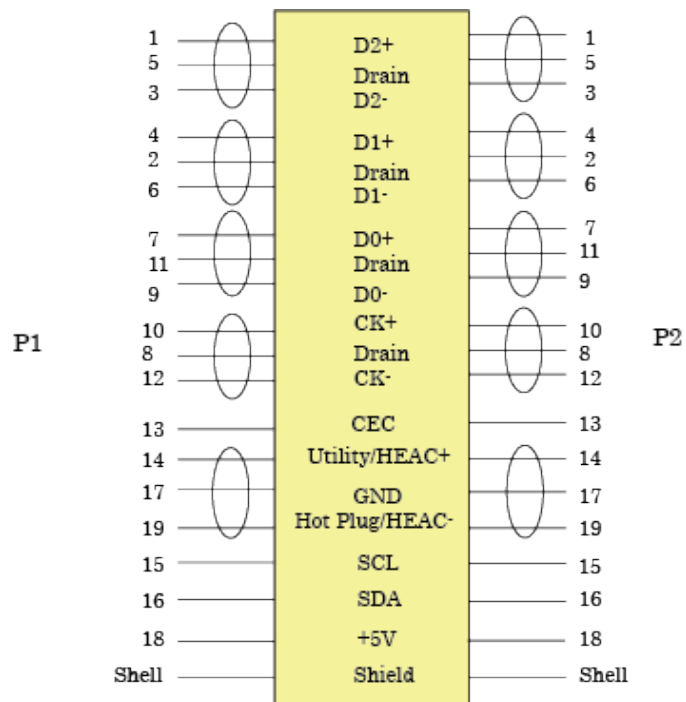 1 D2+ 1
5 Drain 5
3 D2- 3
4 D1+ 4
2 Drain 2
6 D1- 6
7 D0+ 7
11 Drain 11
9 D0- 9
10 CK+ 10
P1 8 Drain 8 P2
12 CK- 12
13 CEC 13
14 Utility/HEAC+ 14
17 GND 17
19 Hot Plug/HEAC- 19
15 SCL 15
16 SDA 16
18 +5V 18
Shell Shield Shell